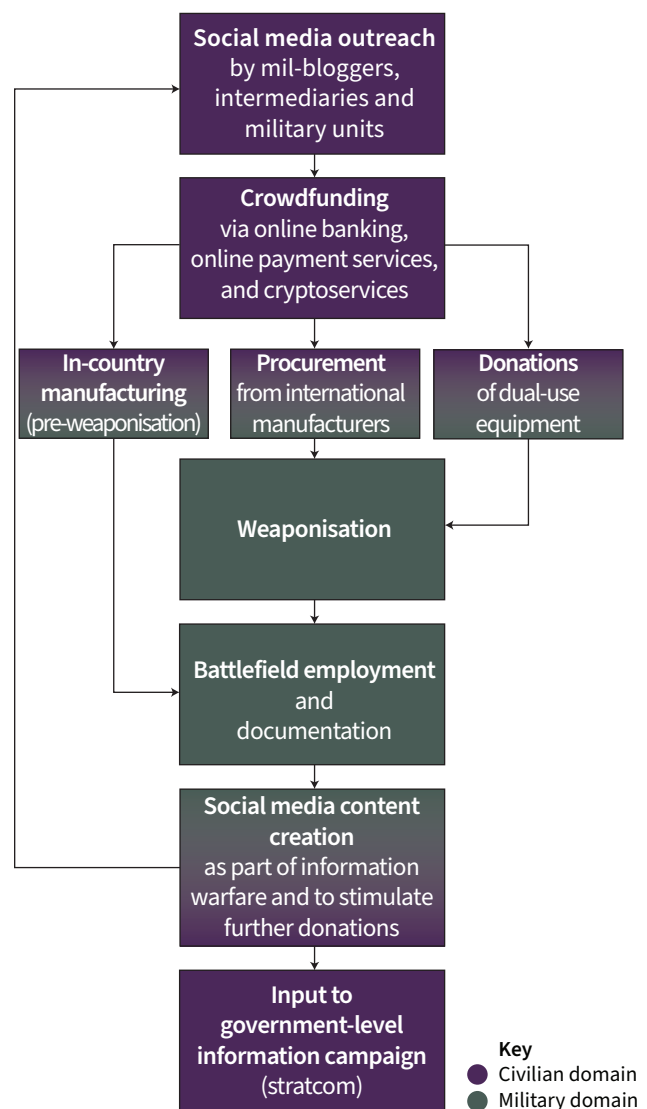 Social media outreach
by mil-bloggers,
intermediaries and
military units
Crowdfunding
via online banking,
online payment services,
and cryptoservices
In-country
manufacturing
(pre-weaponisation)
Procurement
from international
manufacturers
Donations
of dual-use
equipment
Weaponisation
Battlefield employment
and
documentation
Social media content
creation
as part of information
warfare and to stimulate
further donations
Input to
government-level
information campaign
(stratcom)
Key
Civilian domain
Military domain